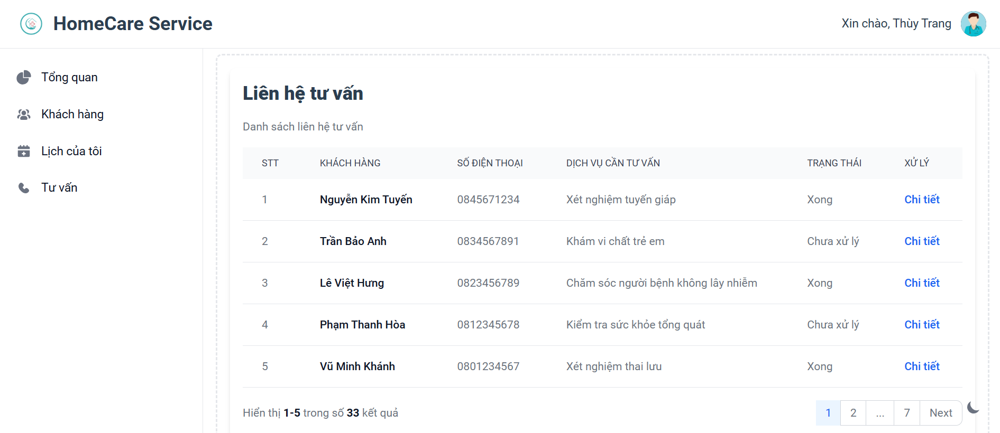 HomeCare Service
Xin chào, Thùy Trang
Tổng quan
Khách hàng
Lịch của tôi
Tư vấn
Liên hệ tư vấn
Danh sách liên hệ tư vấn
STT KHÁCH HÀNG SỐ ĐIỆN THOẠI DỊCH VỤ CẦN TƯ VẤN TRẠNG THÁI XỬ LÝ
1 Nguyễn Kim Tuyến 0845671234 Xét nghiệm tuyến giáp Xong Chi tiết
2 Trần Bảo Anh 0834567891 Khám vi chất trẻ em Chưa xử lý Chi tiết
3 Lê Việt Hưng 0823456789 Chăm sóc người bệnh không lây nhiễm Xong Chi tiết
4 Phạm Thanh Hòa 0812345678 Kiểm tra sức khỏe tổng quát Chưa xử lý Chi tiết
5 Vũ Minh Khánh 0801234567 Xét nghiệm thai lưu Xong Chi tiết
Hiển thị 1-5 trong số 33 kết quả
1 2 ... 7 Next